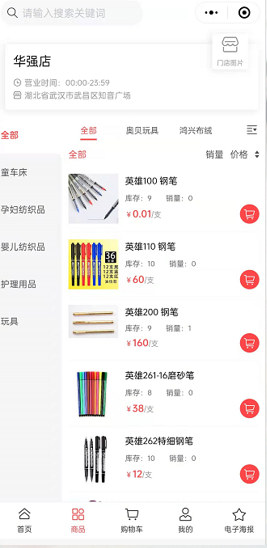 请输入搜索关键词
华强店
门店图片
营业时间：00:00-23:59
湖北省武汉市武昌区知音广场
全部
全部 奥贝玩具 鸿兴布绒
全部 销量 价格
童车床
孕妇纺织品
婴儿纺织品
护理用品
玩具
英雄100 钢笔
库存：9 销量：0
￥0.01/支
英雄110 钢笔
库存：10 销量：0
￥60/支
36
英雄200 钢笔
库存：9 销量：1
￥160/支
英雄261-16磨砂笔
库存：8 销量：0
￥38/支
英雄262特细钢笔
库存：10 销量：0
￥12/支
首页 商品 购物车 我的 电子海报